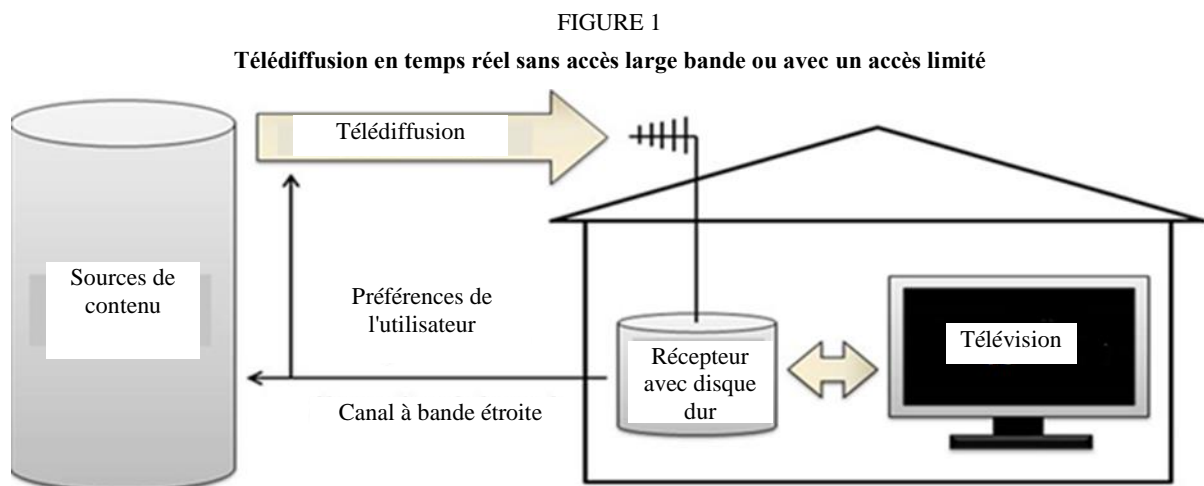 FIGURE 1
Télédiffusion en temps réel sans accès large bande ou avec un accès limité
Télédiffusion
Sources de
contenu
Préférences de
l'utilisateur
Canal à bande étroite
Récepteur
avec disque
dur
Télévision